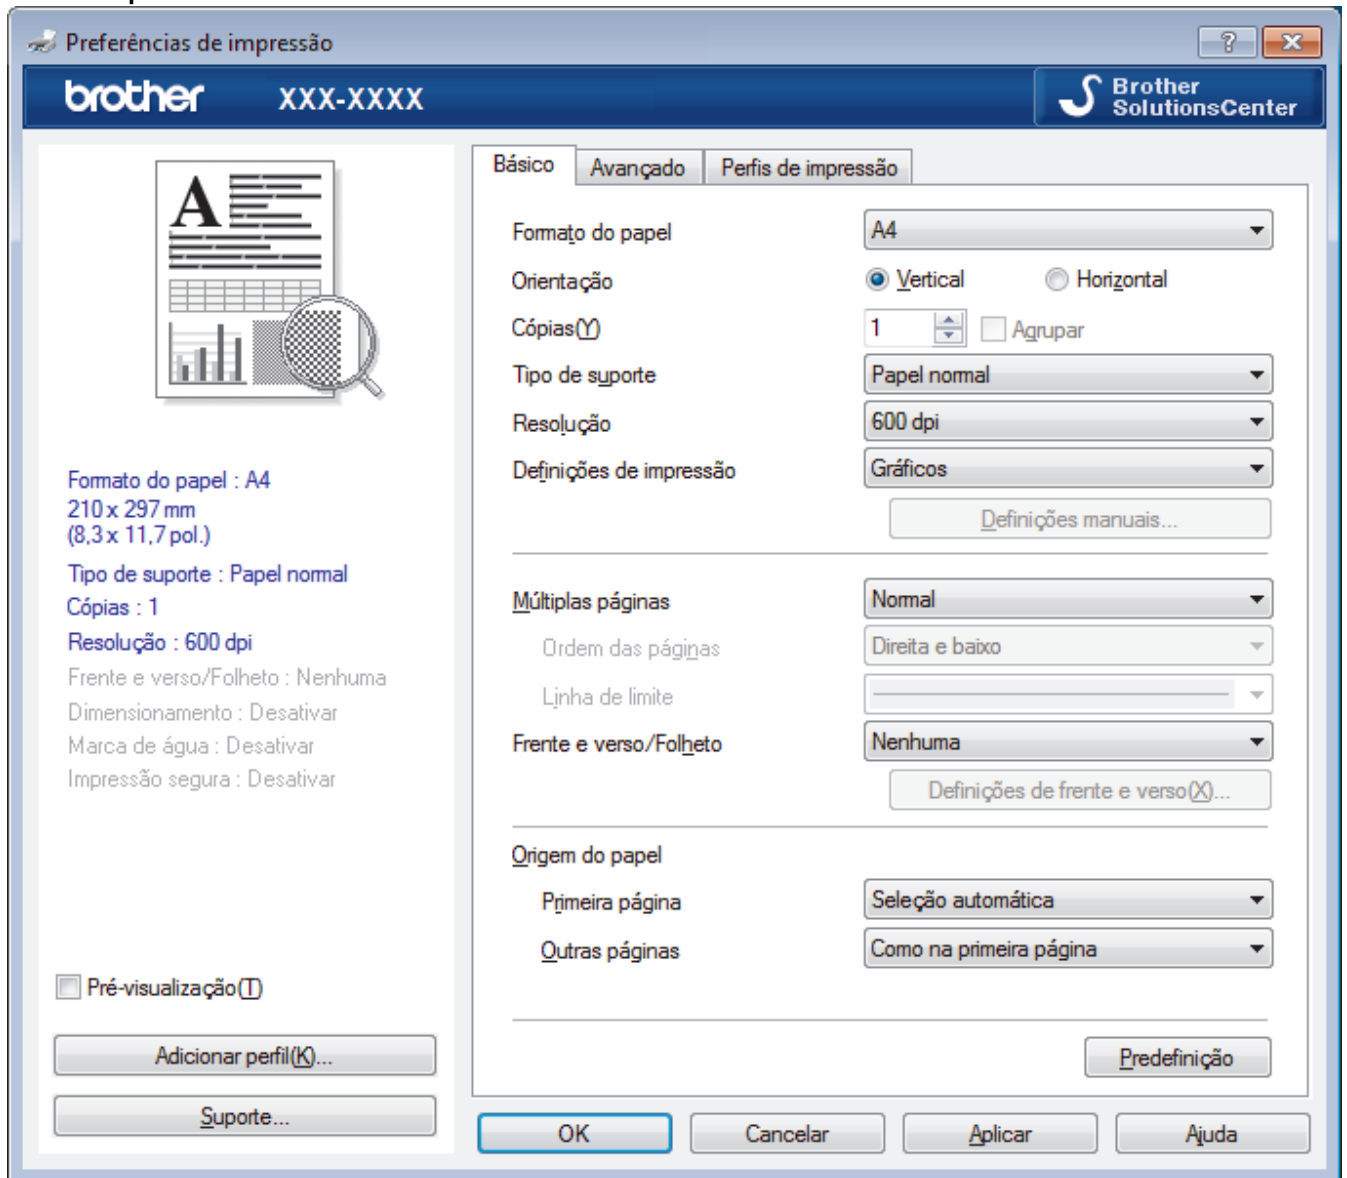 Preferências de impressão
brother XXX-XXXX
Brother
SolutionsCenter
A
Formato do papel : A4
210 x 297 mm
(8,3 x 11,7 pol.)
Tipo de suporte : Papel normal
Cópias : 1
Resolução : 600 dpi
Frente e verso/Folheto : Nenhuma
Dimensionamento : Desativar
Marca de água : Desativar
Impressão segura : Desativar
Pré-visualização(T)
Adicionar perfil(K)...
Suporte...
Básico Avançado Perfis de impressão
Formato do papel A4
Orientação Vertical Horizontal
Cópias(Y) 1 Agrupar
Tipo de suporte Papel normal
Resolução 600 dpi
Definições de impressão Gráficos
Definições manuais...
Múltiplas páginas Normal
Ordem das páginas Direita e baixo
Linha de limite
Frente e verso/Folheto Nenhuma
Definições de frente e verso(X)...
Origem do papel
Primeira página Seleção automática
Outras páginas Como na primeira página
Predefinição
OK Cancelar Aplicar Ajuda